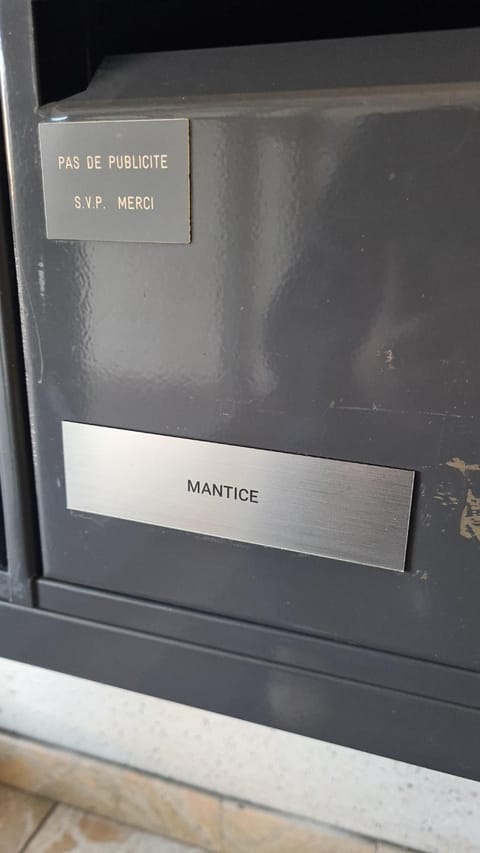 PAS DE PUBLICITE
S.V.P. MERCI
MANTICE